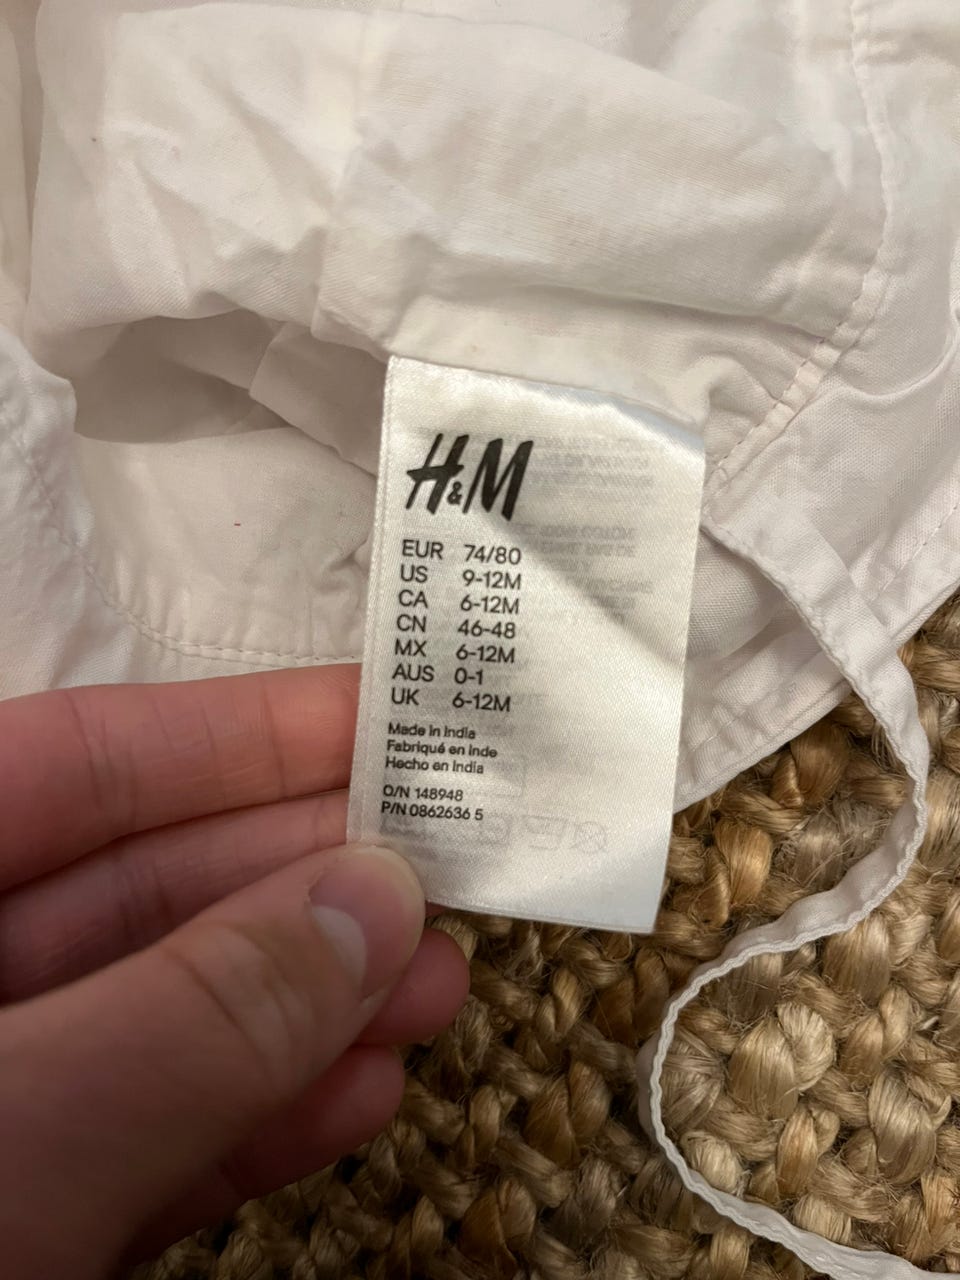 H&M
EUR 74/80
US 9-12M
CA 6-12M
CN 46-48
MX 6-12M
AUS 0-1
UK 6-12M
Made in India
Fabriqué en Inde
Hecho en India
O/N 148948
P/N 0862636 5